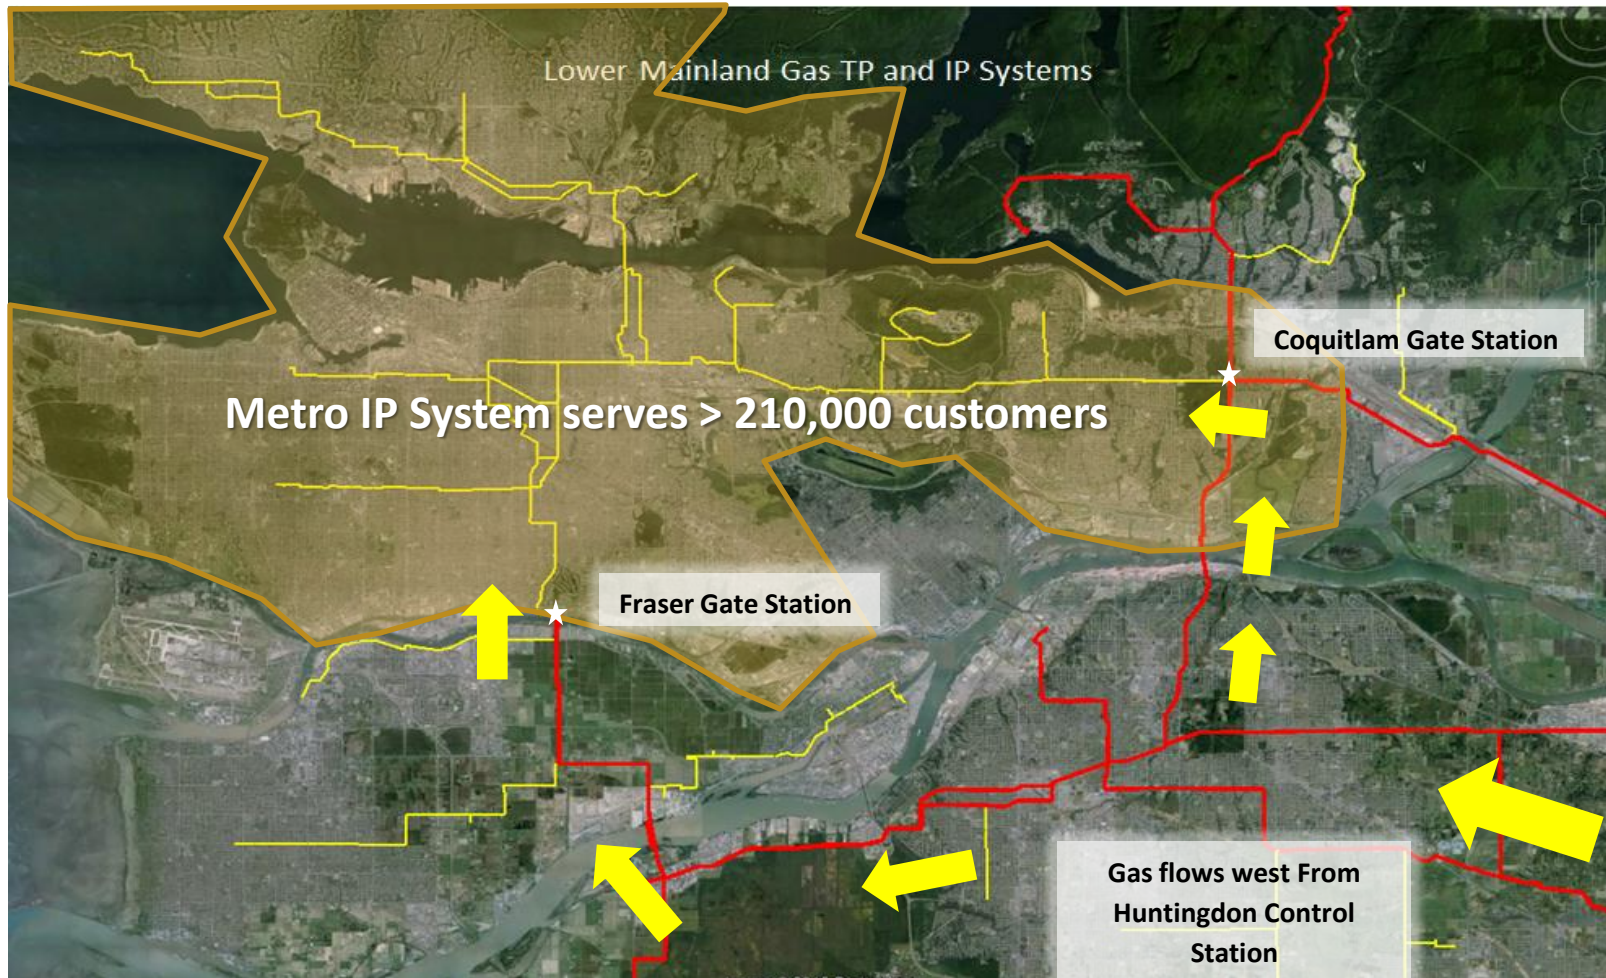 Lower Mainland Gas TP and IP Systems
Coquitlam Gate Station
Metro IP System serves > 210,000 customers
Fraser Gate Station
Gas flows west From
Huntingdon Control
Station